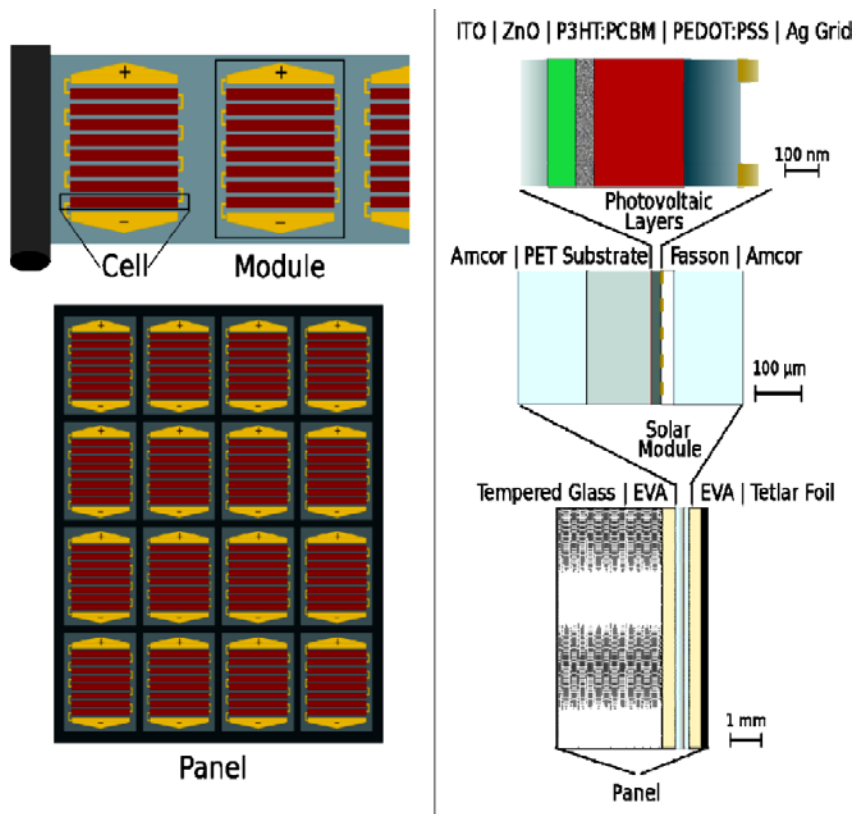 +
+
−
−
Cell
Module
+ + + +
− − − −
+ + + +
− − − −
+ + + +
− − − −
+ + + +
− − − −
Panel
ITO | ZnO | P3HT:PCBM | PEDOT:PSS | Ag Grid
100 nm
Photovoltaic
Layers
Amcor | PET Substrate
Fasson | Amcor
100 μm
Solar
Module
Tempered Glass | EVA
EVA | Tetlar Foil
1 mm
Panel